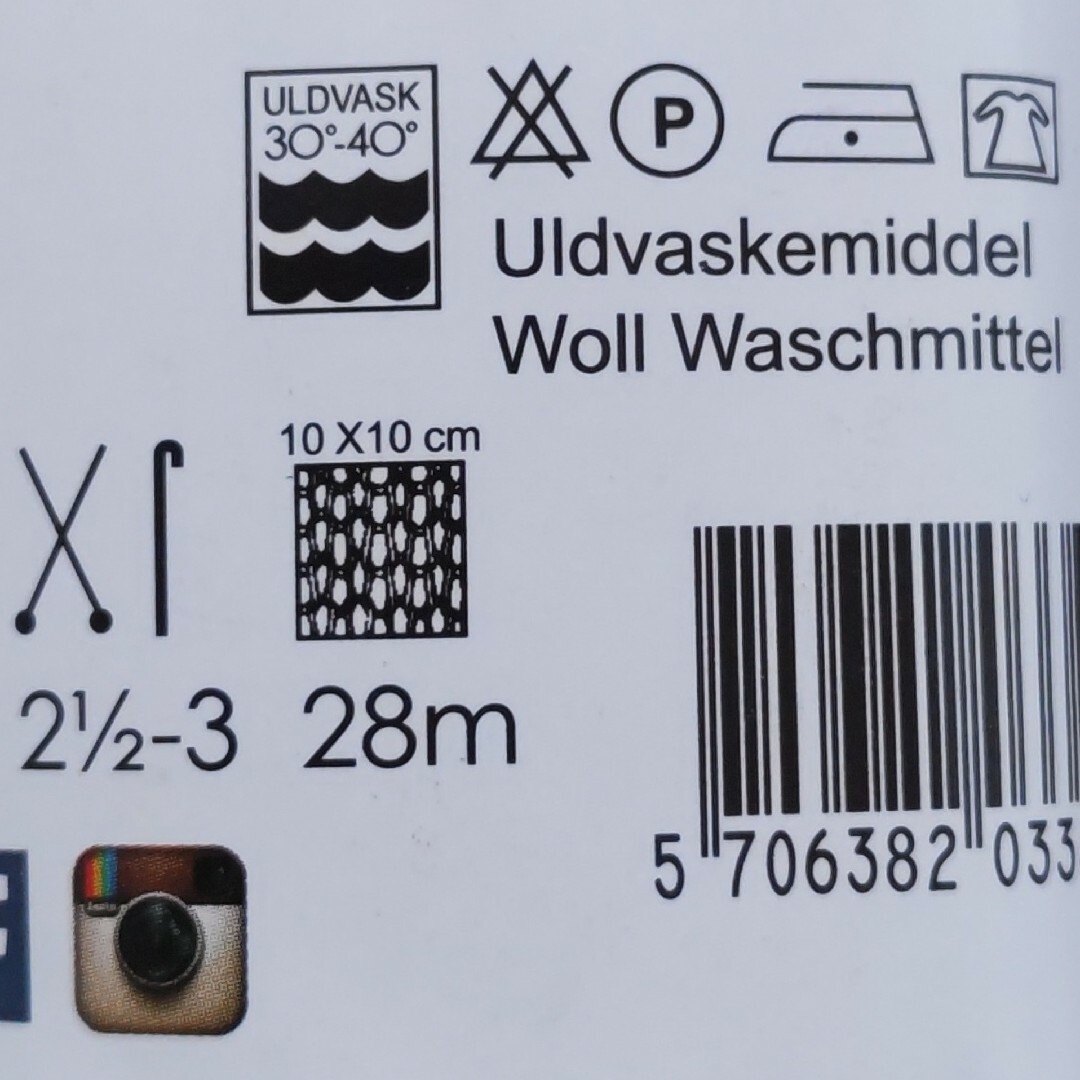 ULDVASK
30°-40°
P
Uldvaskemiddel
Woll Waschmittel
10 X10 cm
2½-3 28m
5 706382 033